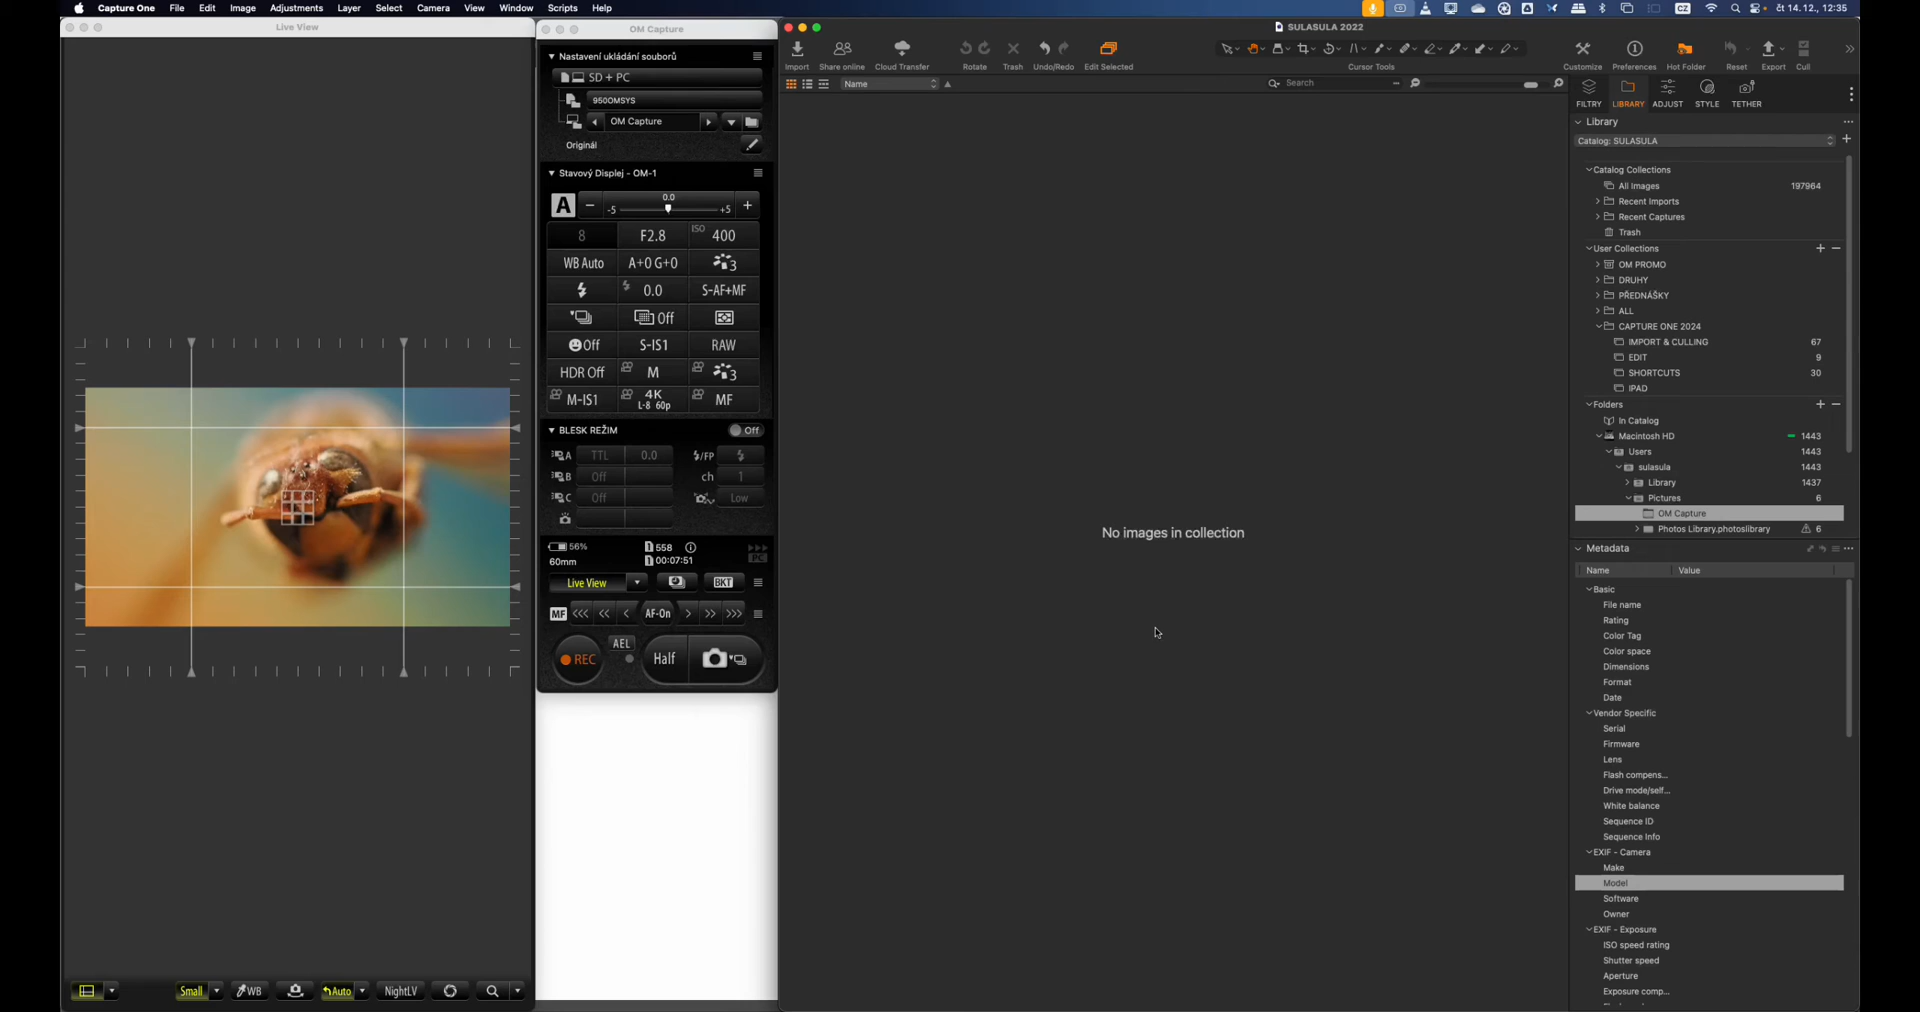 Capture One File Edit Image Adjustments Layer Select Camera View Window Scripts Help
CZ čt 14.12., 12:35
Live View
Small WB Auto NightLV
OM Capture
Nastavení ukládání souborů
SD + PC
950OMSYS
OM Capture
Originál
Stavový Displej - OM-1
A − 0.0 +
-5 +5
8 F2.8 ISO 400
WB Auto A+0 G+0 3
0.0 S-AF+MF
Off
Off S-IS1 RAW
HDR Off M 3
M-IS1 4K L-8 60p MF
BLESK REŽIM Off
A TTL 0.0 /FP
B Off ch 1
C Off Low
56% 1 558
60mm 1 00:07:51 PC
Live View BKT
MF <<< << < AF-On > >> >>>
REC AEL Half
SULASULA 2022
Import Share online Cloud Transfer Rotate Trash Undo/Redo Edit Selected Cursor Tools Customize Preferences Hot Folder Reset Export Cull
Name Search
No images in collection
FILTRY LIBRARY ADJUST STYLE TETHER
Library
Catalog: SULASULA
Catalog Collections
All Images 197964
Recent Imports
Recent Captures
Trash
User Collections
OM PROMO
DRUHY
PŘEDNÁŠKY
ALL
CAPTURE ONE 2024
IMPORT & CULLING 67
EDIT 9
SHORTCUTS 30
IPAD
Folders
In Catalog
Macintosh HD 1443
Users 1443
sulasula 1443
Library 1437
Pictures 6
OM Capture
Photos Library.photoslibrary 6
Metadata
Name Value
Basic
File name
Rating
Color Tag
Color space
Dimensions
Format
Date
Vendor Specific
Serial
Firmware
Lens
Flash compens...
Drive mode/self...
White balance
Sequence ID
Sequence Info
EXIF - Camera
Make
Model
Software
Owner
EXIF - Exposure
ISO speed rating
Shutter speed
Aperture
Exposure comp...